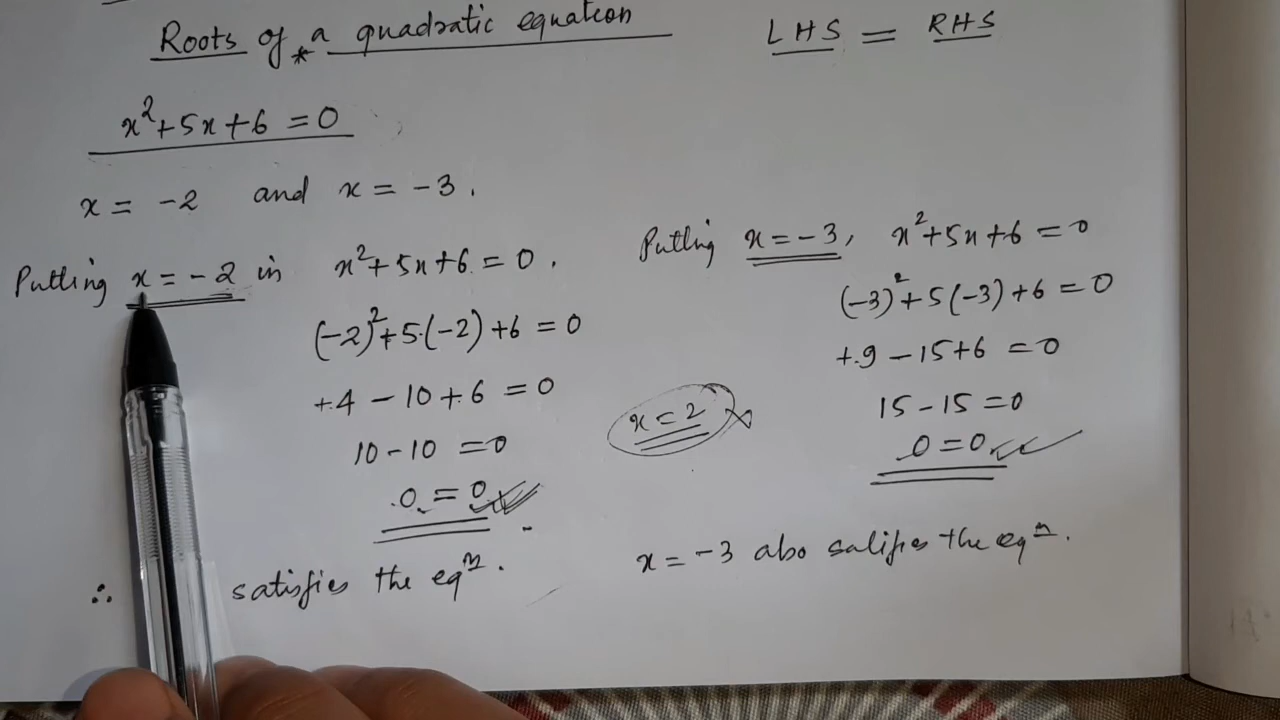 Roots of a quadratic equation
LHS = RHS
x²+5x+6 = 0
x = -2 and x = -3.
Putting x = -2 in x²+5x+6 = 0.
(-2)²+5.(-2)+6 = 0
+4 - 10+6 = 0
10-10 = 0
0 = 0
∴ satisfies the eqⁿ.
x = 2
Putting x = -3, x²+5x+6 = 0
(-3)²+5(-3)+6 = 0
+9 - 15+6 = 0
15-15 = 0
0 = 0
x = -3 also satifies the eqⁿ.